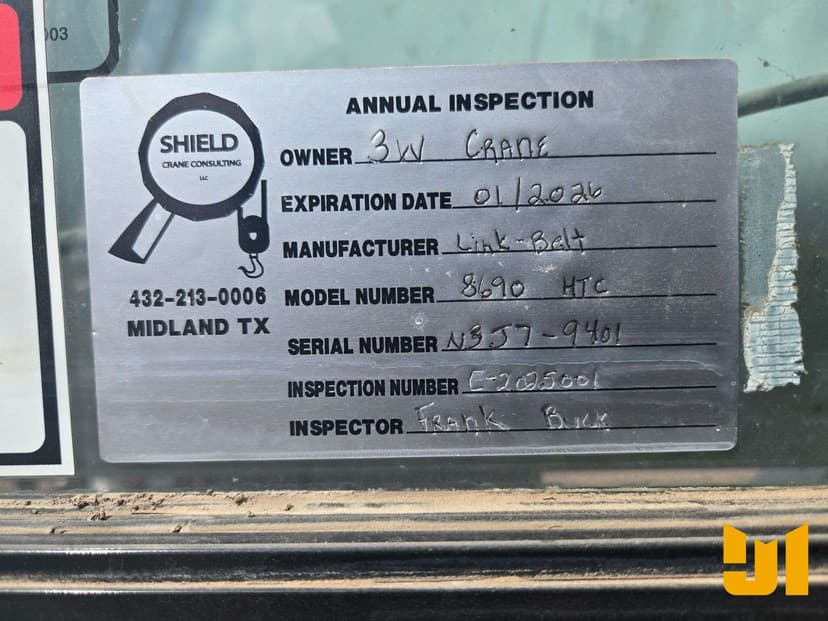 003
SHIELD
CRANE CONSULTING
LLC
432-213-0006
MIDLAND TX
ANNUAL INSPECTION
OWNER 3W CRANE
EXPIRATION DATE 01/2026
MANUFACTURER Link-Belt
MODEL NUMBER 8690 HTC
SERIAL NUMBER N3J7-9401
INSPECTION NUMBER C-2025001
INSPECTOR FRANK BUCK